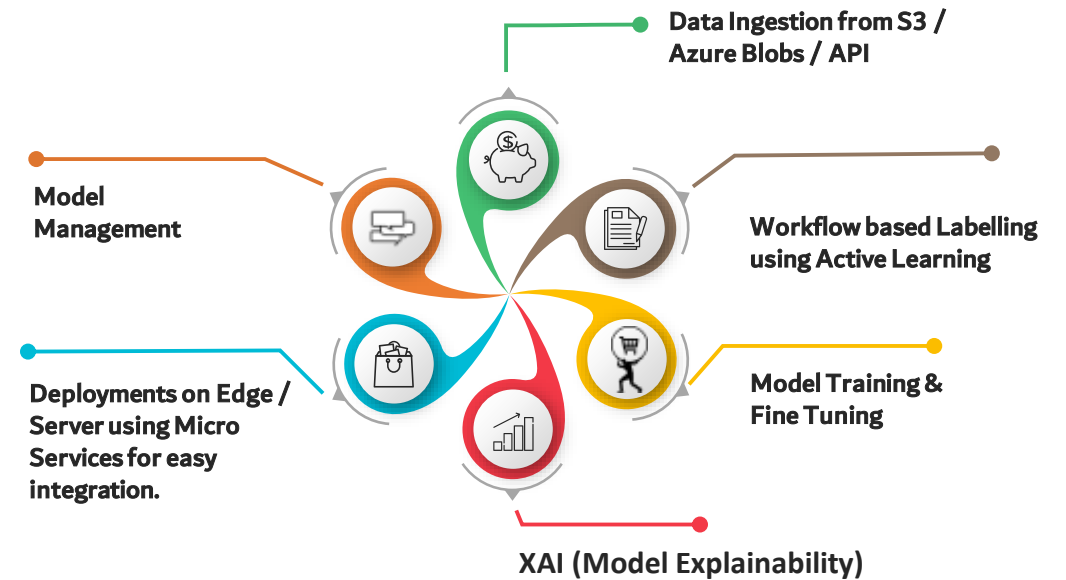 Data Ingestion from S3 /
Azure Blobs / API
Model
Management
Workflow based Labelling
using Active Learning
Deployments on Edge /
Server using Micro
Services for easy
integration.
Model Training &
Fine Tuning
XAI (Model Explainability)
$